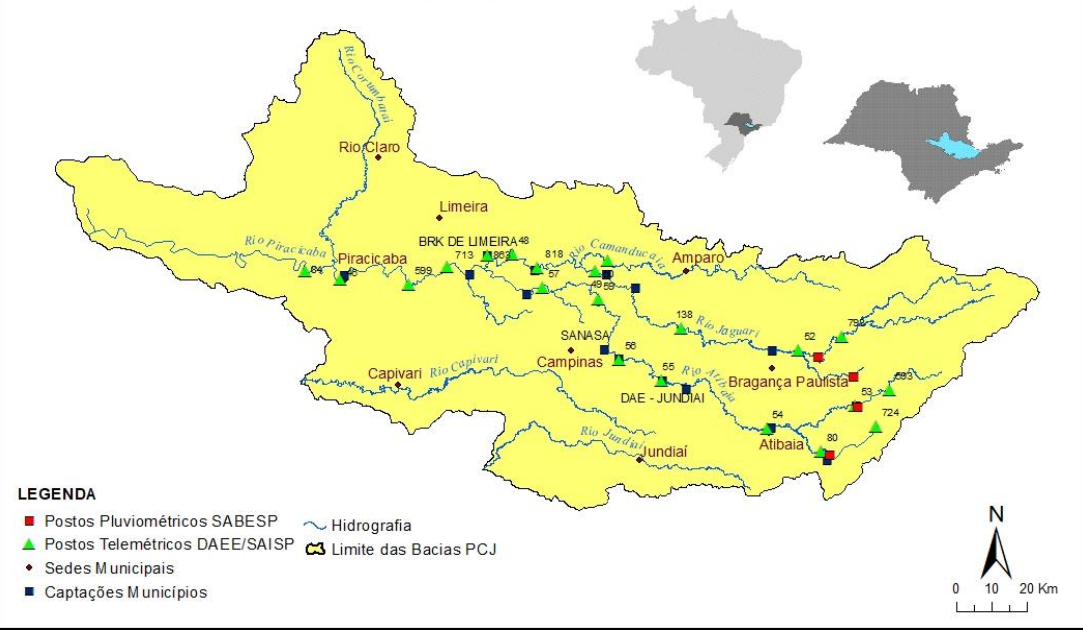 Rio Corumbataí
Rio Claro
Limeira
Rio Piracicaba
Piracicaba
BRK DE LIMEIRA
48
713
86
818
Rio Camanducaia
Amparo
84
599
57
49
59
138
Rio Jaguari
52
SANASA
Campinas
56
Capivari
Rio Capivari
55
Rio Atibaia
Bragança Paulista
DAE - JUNDIAI
53
593
54
724
Atibaia
80
Rio Jundiaí
Jundiaí
LEGENDA
Postos Pluviométricos SABESP
Hidrografia
Postos Telemétricos DAEE/SAISP
Limite das Bacias PCJ
Sedes Municipais
Captações Municípios
N
0 10 20 Km